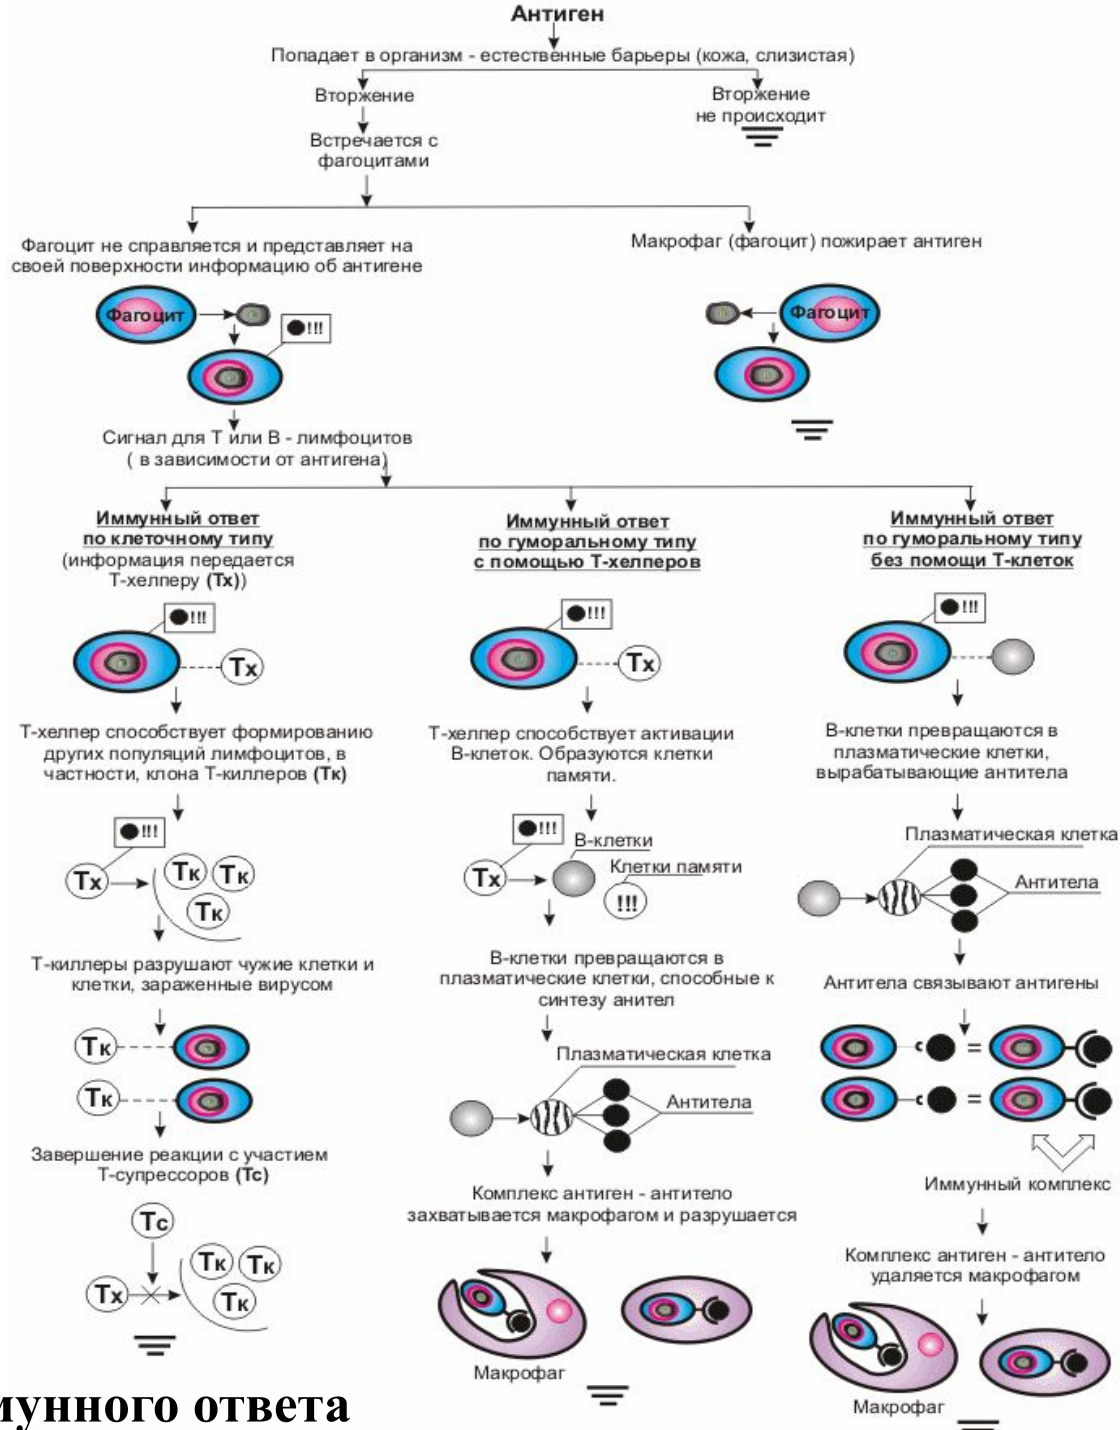 Антиген
Попадает в организм - естественные барьеры (кожа, слизистая)
Вторжение
Вторжение
не происходит
Встречается с
фагоцитами
Фагоцит не справляется и представляет на
своей поверхности информацию об антигене
Макрофаг (фагоцит) пожирает антиген
Фагоцит
!!!
Фагоцит
Сигнал для Т или В - лимфоцитов
( в зависимости от антигена)
Иммунный ответ
по клеточному типу
(информация передается
Т-хелперу (Тх))
!!!
Тх
Т-хелпер способствует формированию
других популяций лимфоцитов, в
частности, клона Т-киллеров (Тк)
!!!
Тх
Тк
Тк
Тк
Т-киллеры разрушают чужие клетки и
клетки, зараженные вирусом
Тк
Тк
Завершение реакции с участием
Т-супрессоров (Тс)
Тс
Тх
Тк
Тк
Тк
Иммунный ответ
по гуморальному типу
с помощью Т-хелперов
!!!
Тх
Т-хелпер способствует активации
В-клеток. Образуются клетки
памяти.
!!!
В-клетки
Тх
Клетки памяти
!!!
В-клетки превращаются в
плазматические клетки, способные к
синтезу анител
Плазматическая клетка
Антитела
Комплекс антиген - антитело
захватывается макрофагом и разрушается
Макрофаг
Иммунный ответ
по гуморальному типу
без помощи Т-клеток
!!!
В-клетки превращаются в
плазматические клетки,
вырабатывающие антитела
Плазматическая клетка
Антитела
Антитела связывают антигены
=
=
Иммунный комплекс
Комплекс антиген - антитело
удаляется макрофагом
Макрофаг
мунного ответа